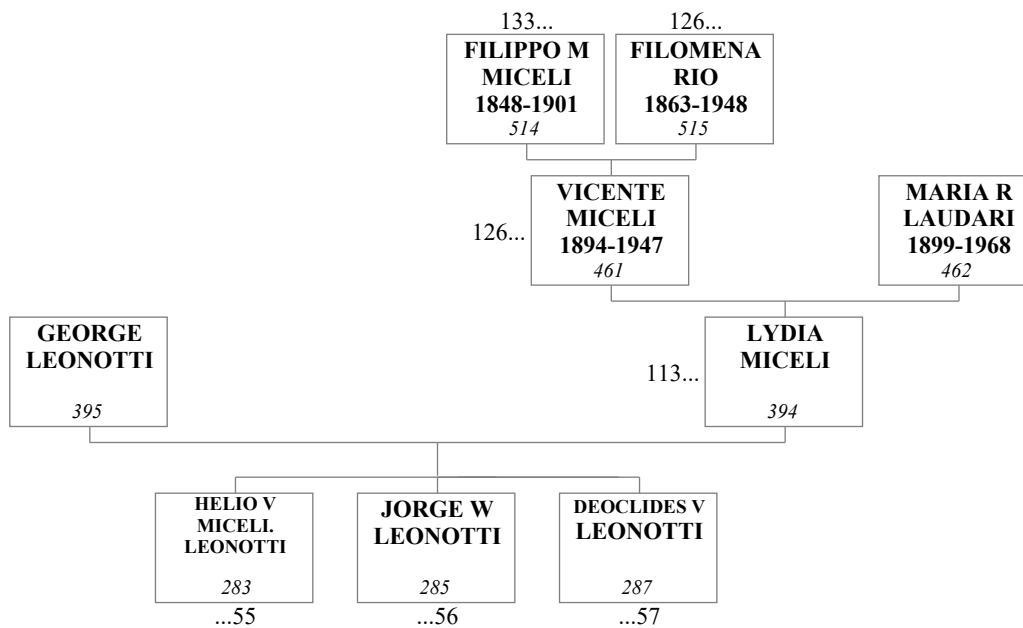 133...
126...
FILIPPO M
MICELI
1848-1901
514
FILOMENA
RIO
1863-1948
515
126...
VICENTE
MICELI
1894-1947
461
MARIA R
LAUDARI
1899-1968
462
GEORGE
LEONOTTI
395
113...
LYDIA
MICELI
394
HELIO V
MICELI.
LEONOTTI
283
...55
JORGE W
LEONOTTI
285
...56
DEOCLIDES V
LEONOTTI
287
...57